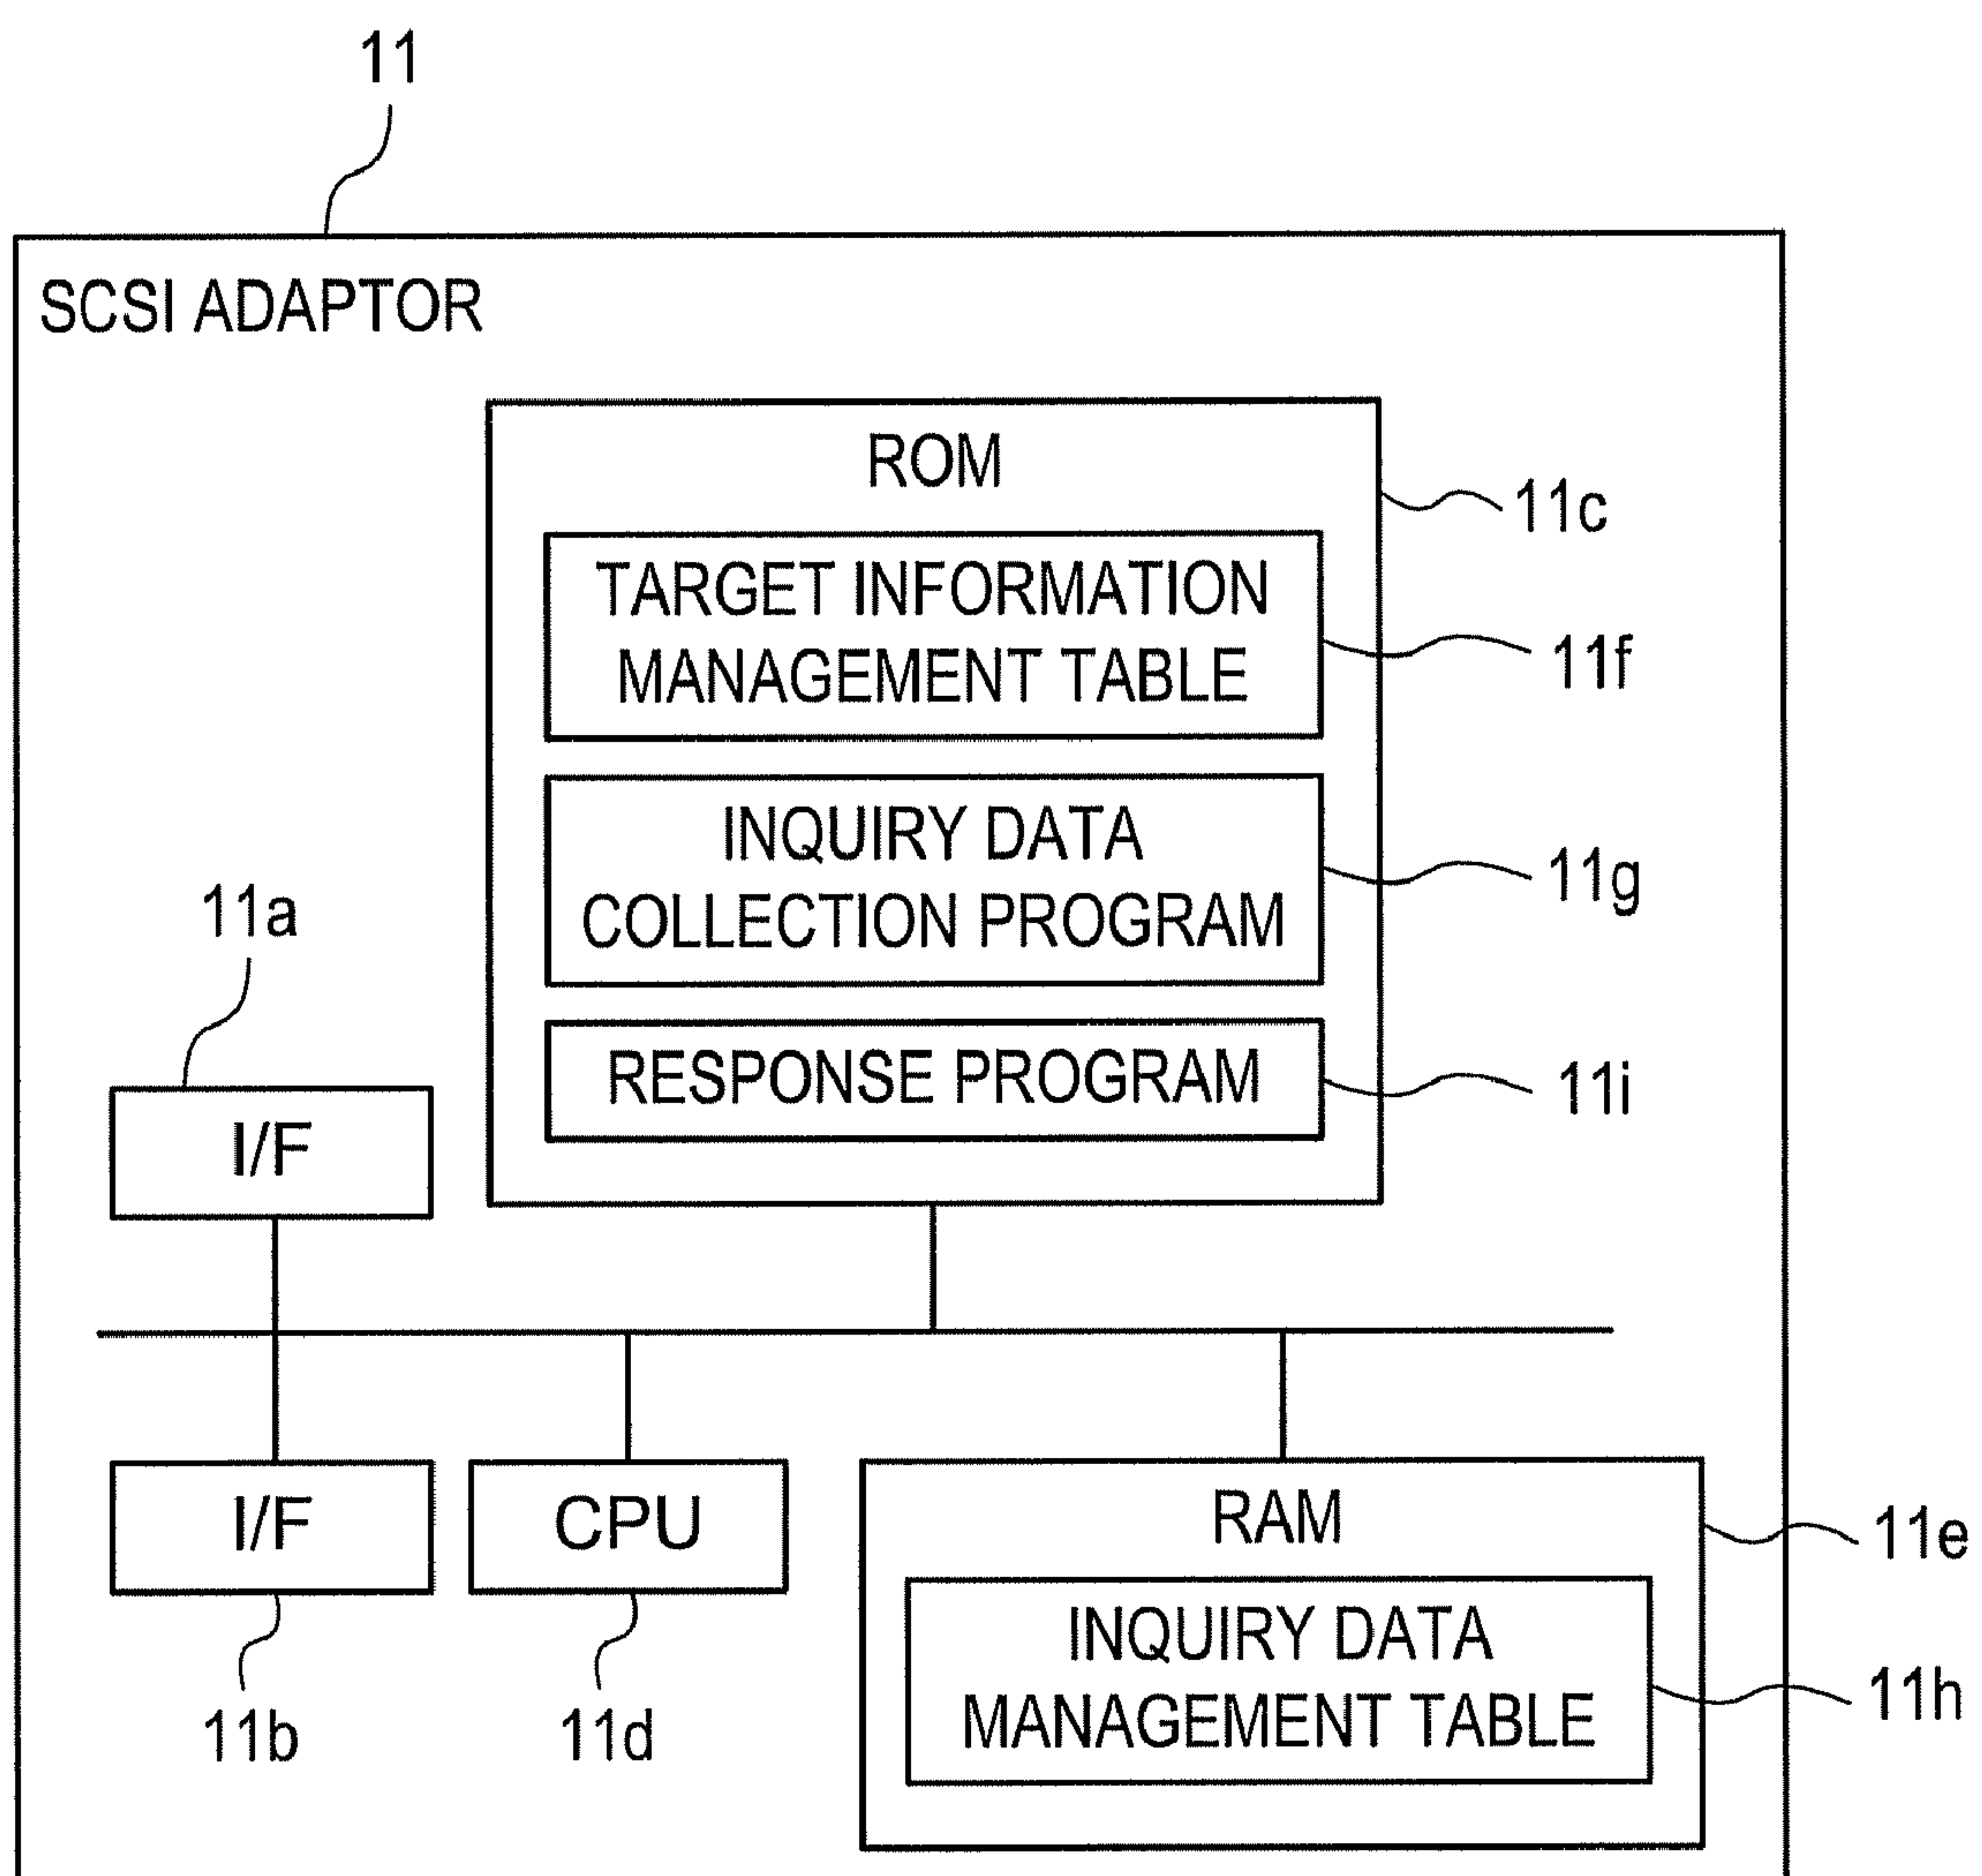 11
SCSI ADAPTOR
ROM
11c
TARGET INFORMATION
MANAGEMENT TABLE
11f
INQUIRY DATA
COLLECTION PROGRAM
11g
RESPONSE PROGRAM
11i
11a
I/F
I/F
11b
CPU
11d
RAM
11e
INQUIRY DATA
MANAGEMENT TABLE
11h